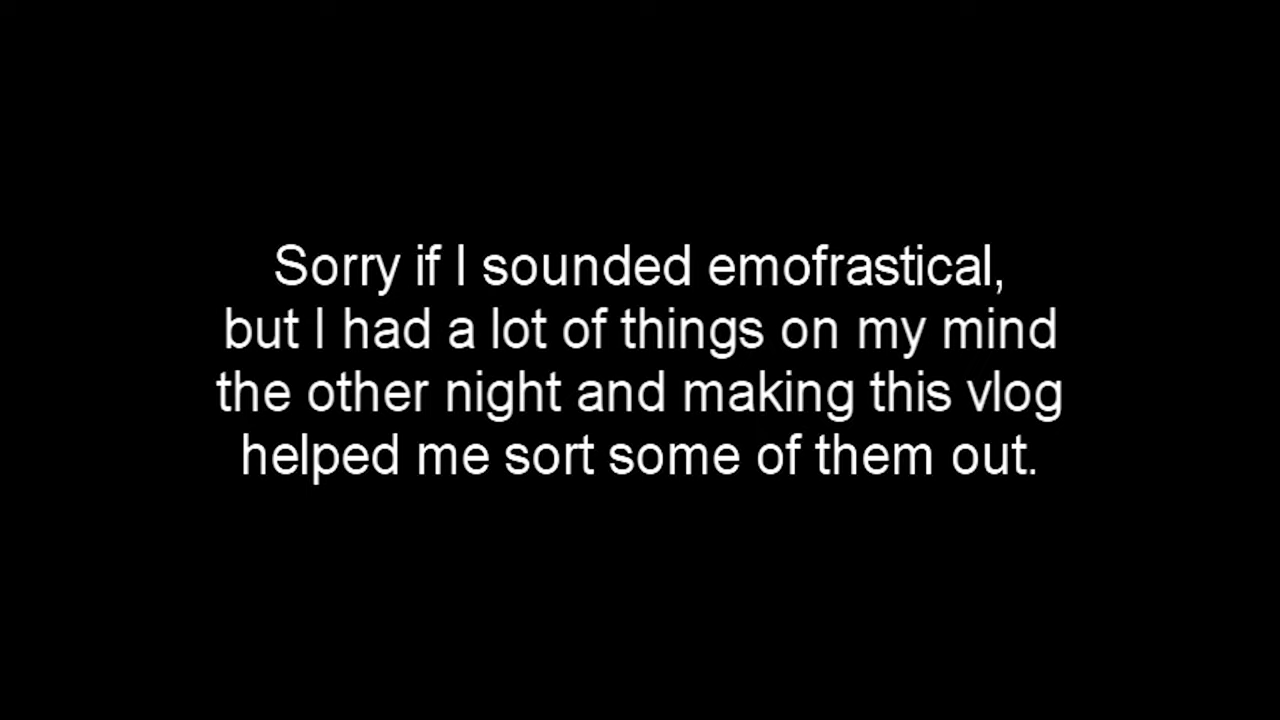 Sorry if I sounded emofrastical,
but I had a lot of things on my mind
the other night and making this vlog
helped me sort some of them out.